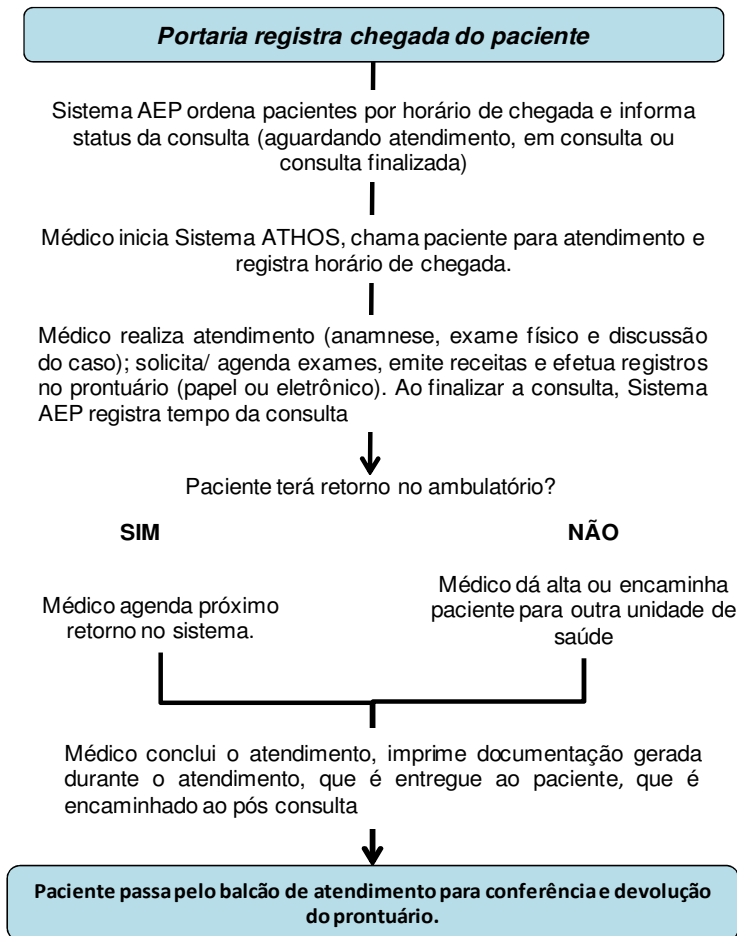 Portaria registra chegada do paciente
Sistema AEP ordena pacientes por horário de chegada e informa
status da consulta (aguardando atendimento, em consulta ou
consulta finalizada)
Médico inicia Sistema ATHOS, chama paciente para atendimento e
registra horário de chegada.
Médico realiza atendimento (anamnese, exame físico e discussão
do caso); solicita/ agenda exames, emite receitas e efetua registros
no prontuário (papel ou eletrônico). Ao finalizar a consulta, Sistema
AEP registra tempo da consulta
Paciente terá retorno no ambulatório?
SIM
NÃO
Médico agenda próximo
retorno no sistema.
Médico dá alta ou encaminha
paciente para outra unidade de
saúde
Médico conclui o atendimento, imprime documentação gerada
durante o atendimento, que é entregue ao paciente, que é
encaminhado ao pós consulta
Paciente passa pelo balcão de atendimento para conferência e devolução
do prontuário.